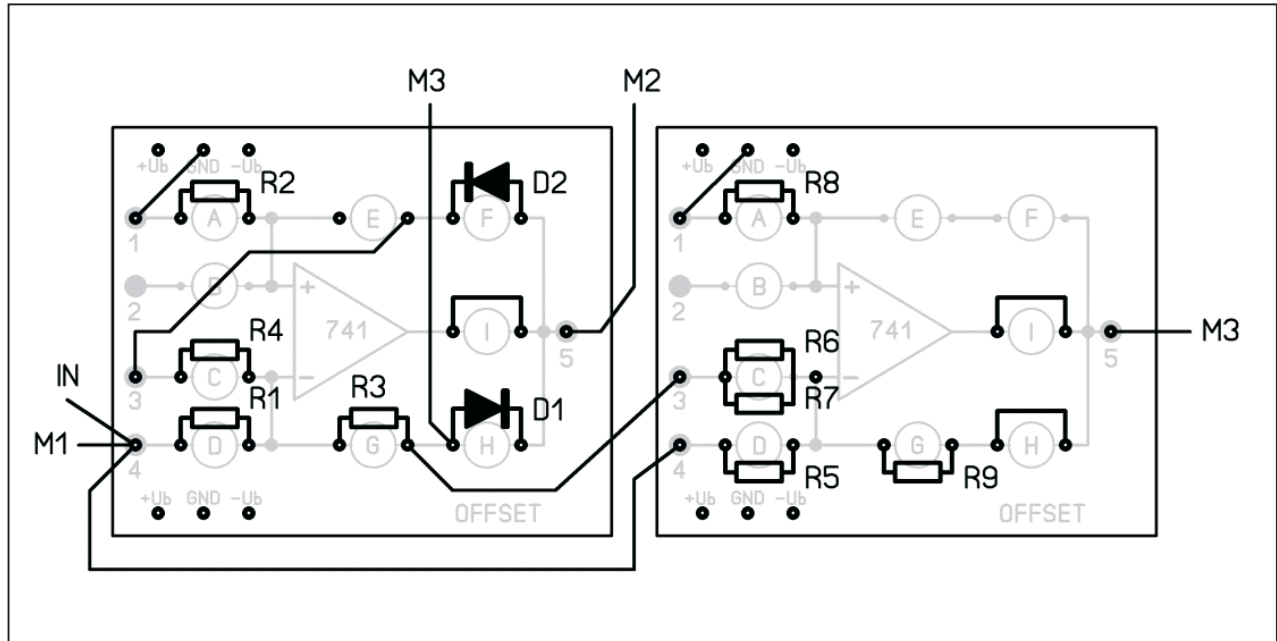 M3
M2
+Ub GND -Ub
R2
D2
A
E
F
1
B
2
+
741
I
5
R4
C
3
-
IN
R1
R3
D1
M1
D
G
H
4
+Ub GND -Ub
OFFSET
+Ub GND -Ub
R8
A
E
F
1
B
2
+
741
I
5
M3
R6
C
3
-
R7
D
G
H
4
R5
R9
+Ub GND -Ub
OFFSET